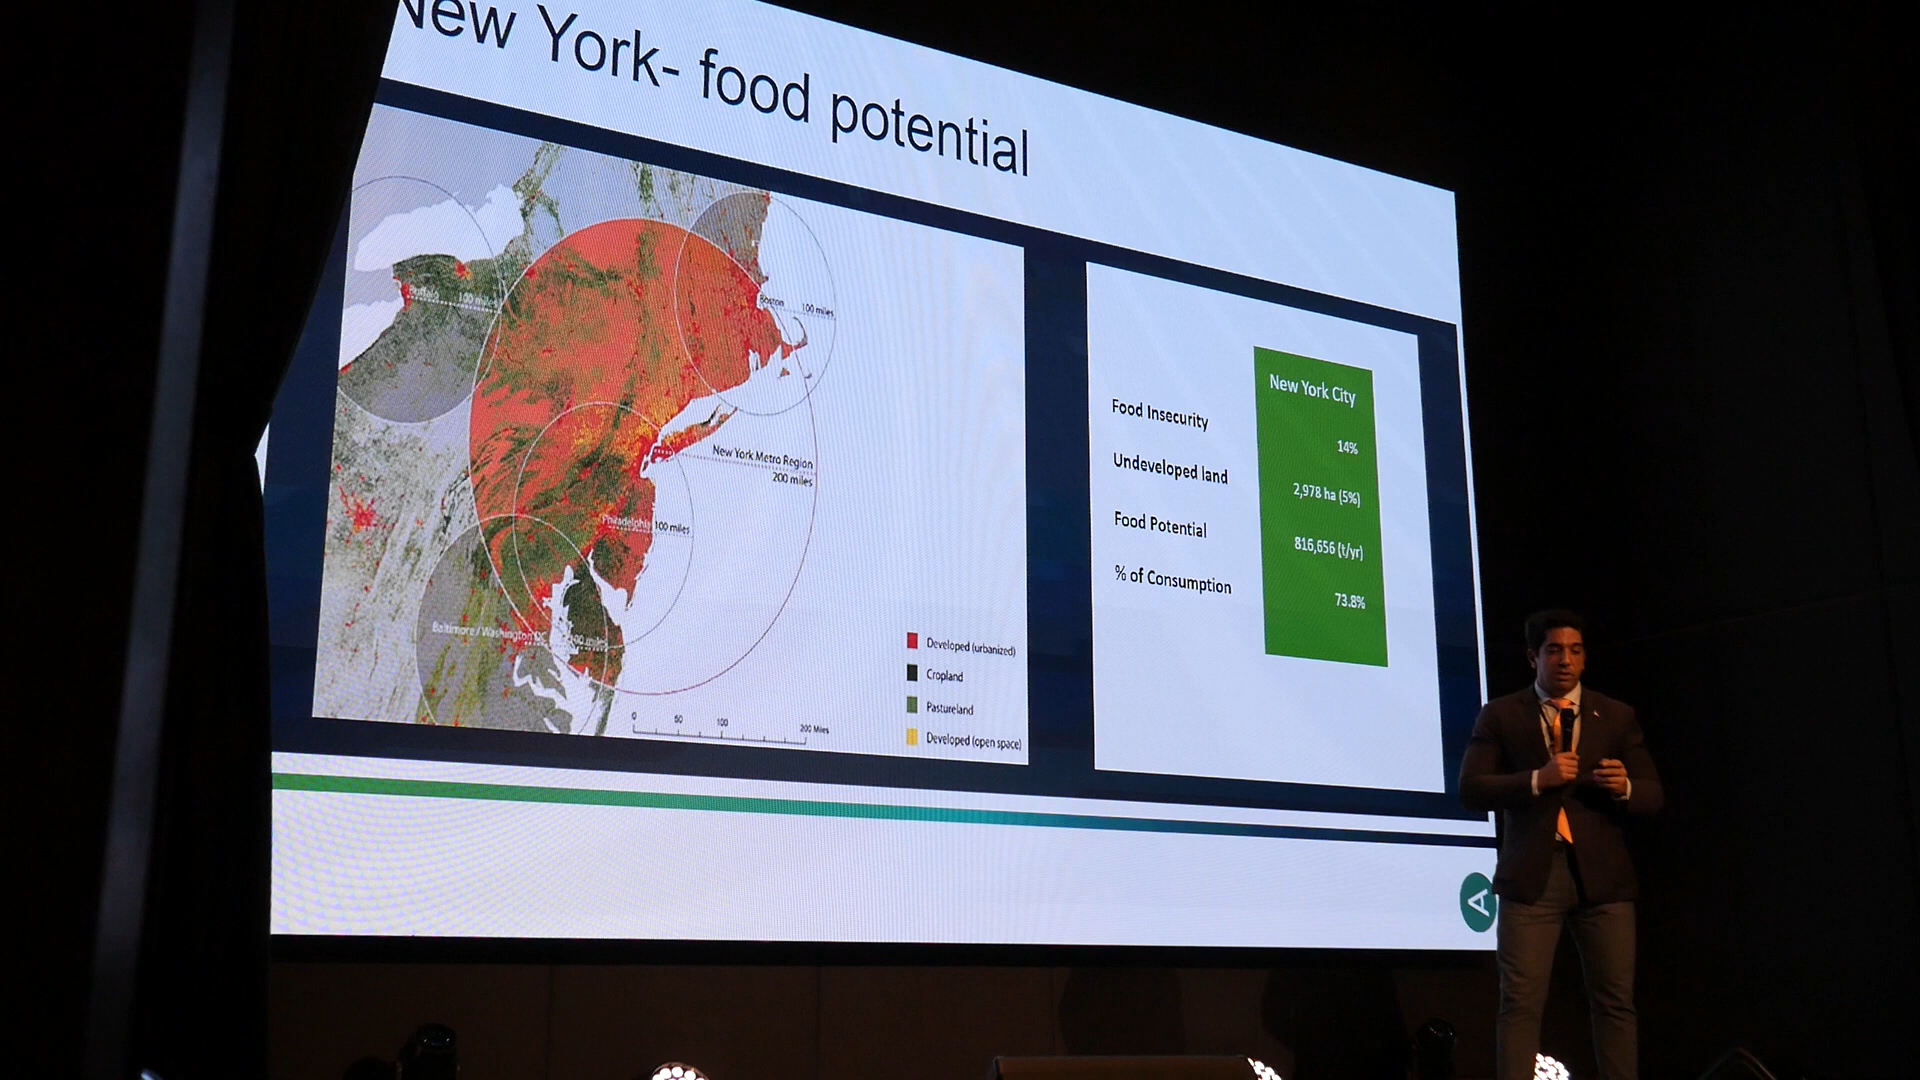 New York- food potential
Buffalo 100 miles
Boston 100 miles
New York Metro Region
200 miles
Philadelphia 100 miles
Baltimore / Washington DC 100 miles
Developed (urbanized)
Cropland
Pastureland
Developed (open space)
0 50 100 200 Miles
New York City
Food Insecurity 14%
Undeveloped land 2,978 ha (5%)
Food Potential 816,656 (t/yr)
% of Consumption 73.8%
A